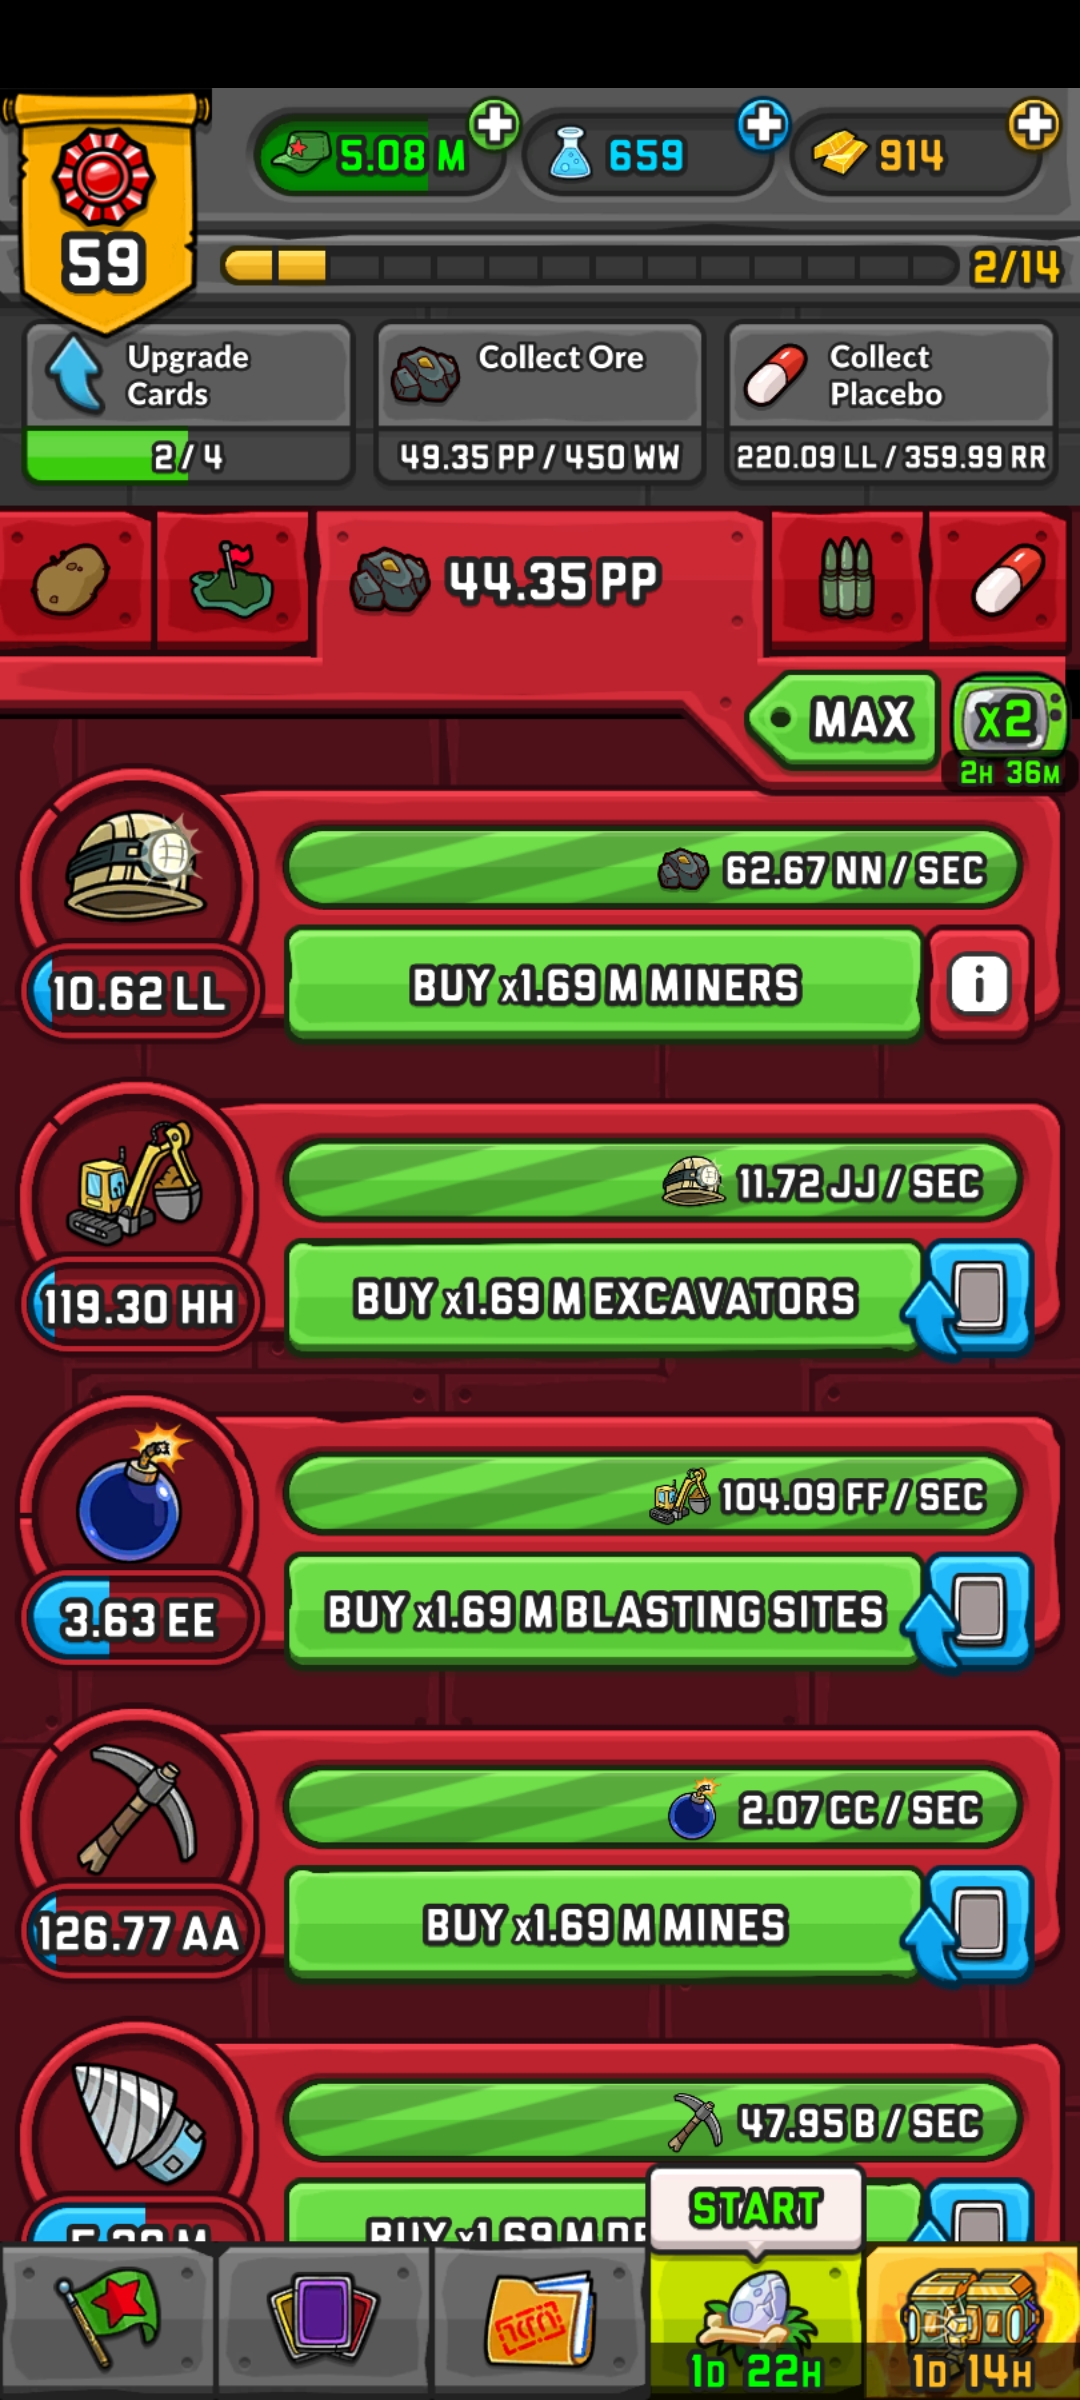 5.08 M
659
914
59
2/14
Upgrade
Cards
2/4
Collect Ore
49.35 PP / 450 WW
Collect
Placebo
220.09 LL / 359.99 RR
44.35 PP
MAX
x2
2H 36M
62.67 NN / SEC
10.62 LL
BUY x1.69 M MINERS
i
11.72 JJ / SEC
119.30 HH
BUY x1.69 M EXCAVATORS
104.09 FF / SEC
3.63 EE
BUY x1.69 M BLASTING SITES
2.07 CC / SEC
126.77 AA
BUY x1.69 M MINES
47.95 B / SEC
BUY x1.69 M
START
1D 22H
1D 14H